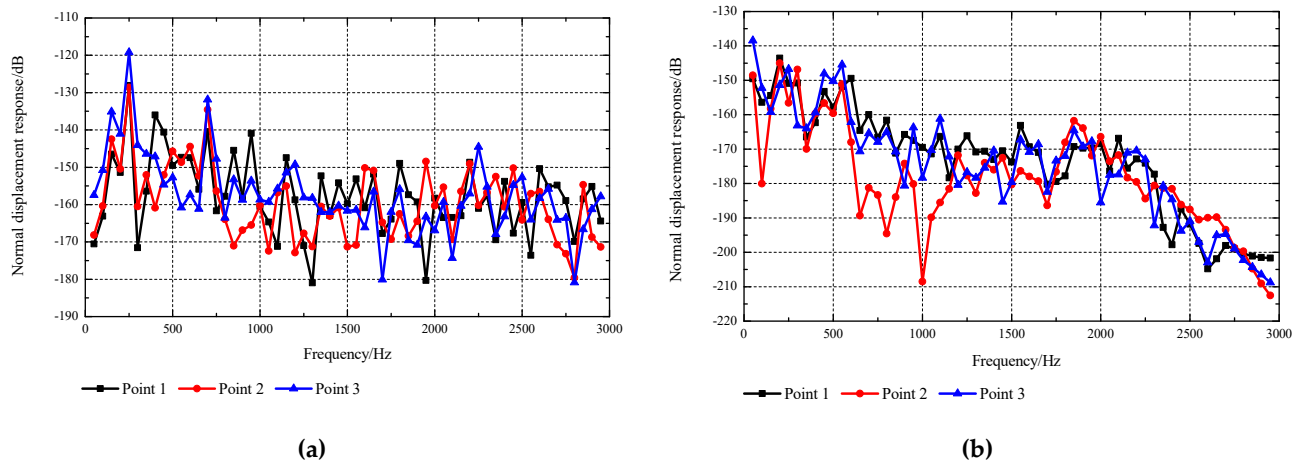 -110
-120
-130
-140
-150
-160
-170
-180
-190
Normal displacement response/dB
0 500 1000 1500 2000 2500 3000
Frequency/Hz
Point 1 Point 2 Point 3
(a)
-130
-140
-150
-160
-170
-180
-190
-200
-210
-220
Normal displacement response/dB
0 500 1000 1500 2000 2500 3000
Frequency/Hz
Point 1 Point 2 Point 3
(b)